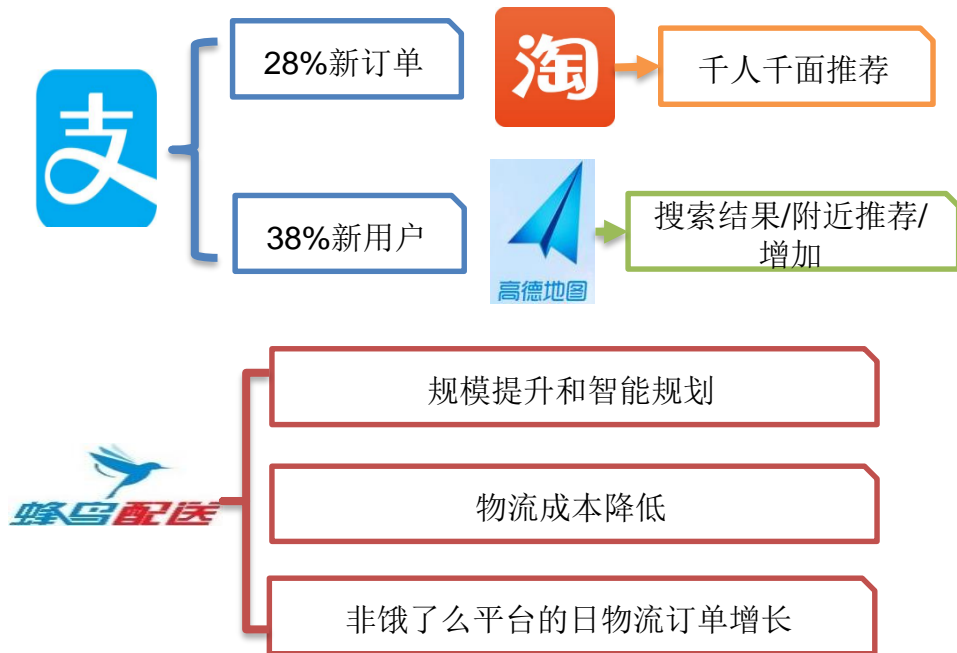 支
28%新订单
38%新用户
淘
千人千面推荐
高德地图
搜索结果/附近推荐/
增加
蜂鸟配送
规模提升和智能规划
物流成本降低
非饿了么平台的日物流订单增长